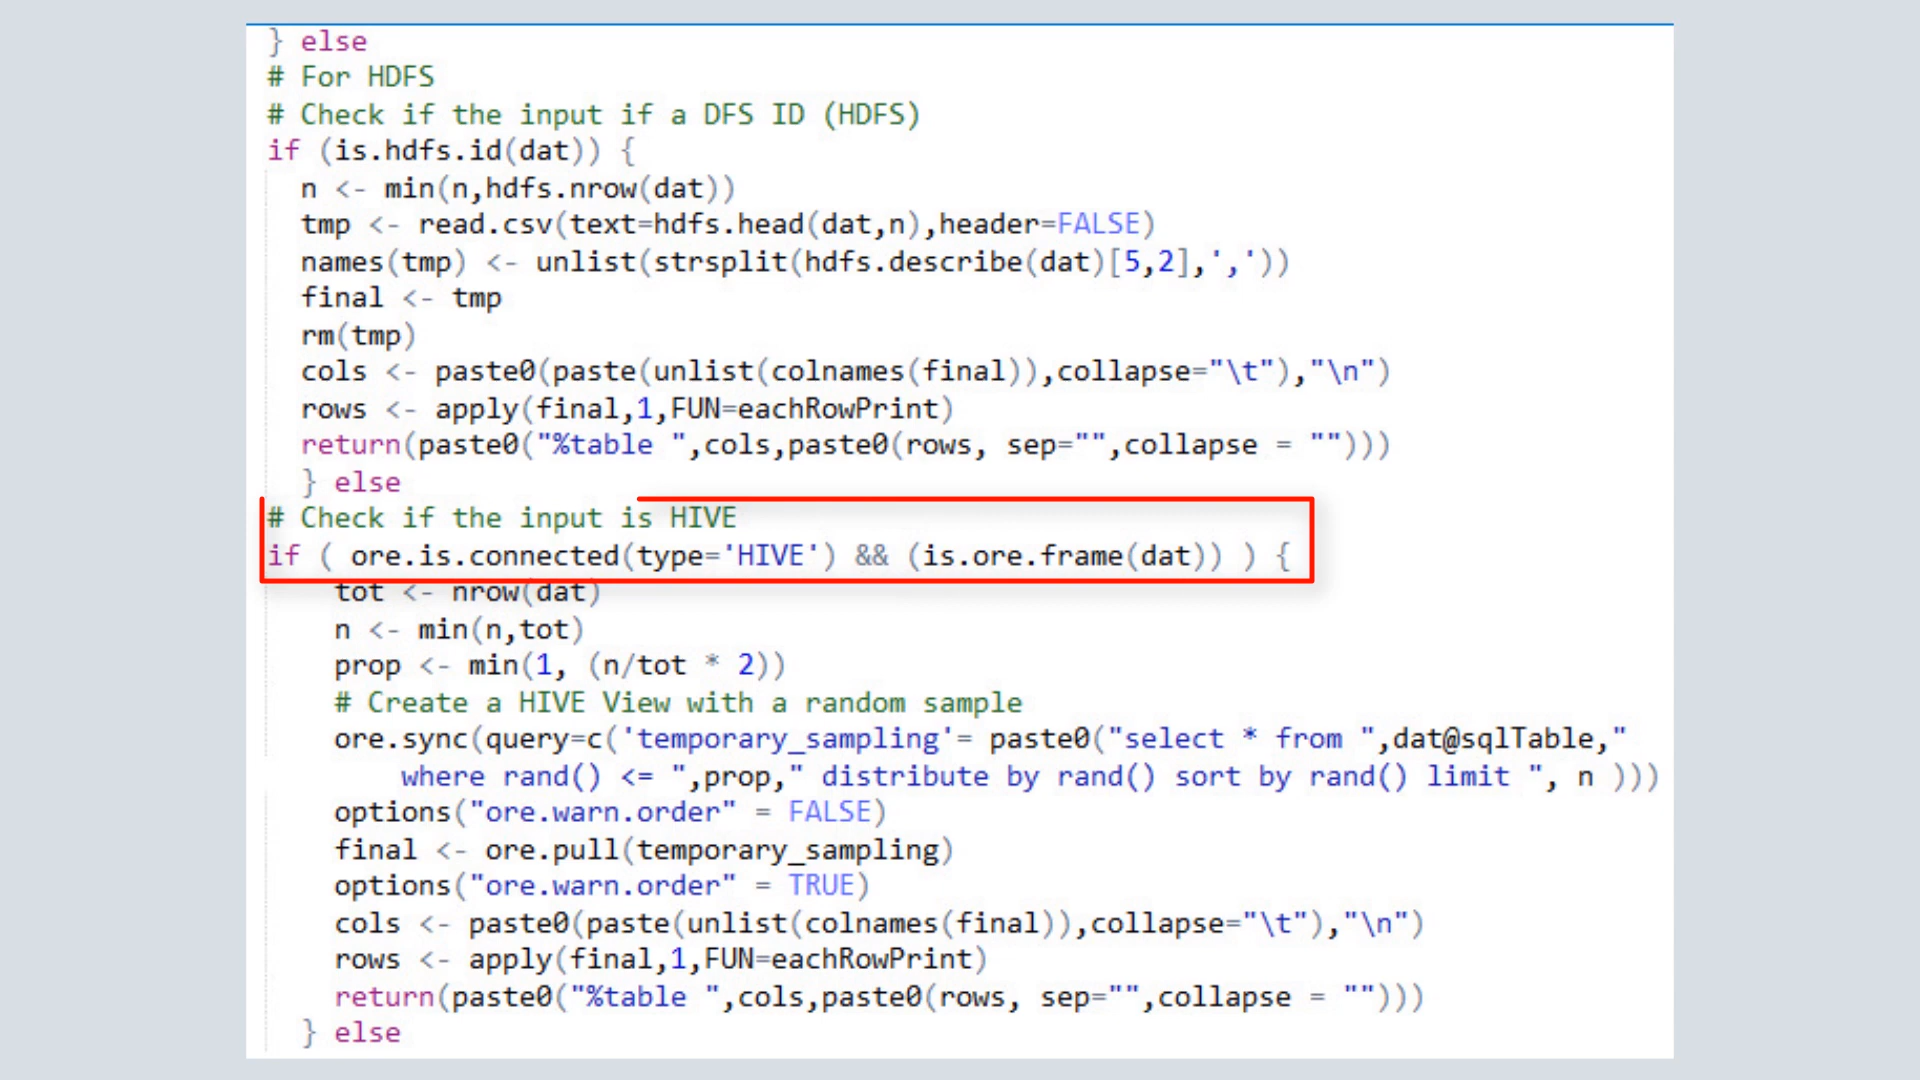 } else
# For HDFS
# Check if the input if a DFS ID (HDFS)
if (is.hdfs.id(dat)) {
n <- min(n,hdfs.nrow(dat))
tmp <- read.csv(text=hdfs.head(dat,n),header=FALSE)
names(tmp) <- unlist(strsplit(hdfs.describe(dat)[5,2],','))
final <- tmp
rm(tmp)
cols <- paste0(paste(unlist(colnames(final)),collapse="\t"),"\n")
rows <- apply(final,1,FUN=eachRowPrint)
return(paste0("%table ",cols,paste0(rows, sep="",collapse = "")))
} else
# Check if the input is HIVE
if ( ore.is.connected(type='HIVE') && (is.ore.frame(dat)) ) {
tot <- nrow(dat)
n <- min(n,tot)
prop <- min(1, (n/tot * 2))
# Create a HIVE View with a random sample
ore.sync(query=c('temporary_sampling'= paste0("select * from ",dat@sqlTable,"
where rand() <= ",prop," distribute by rand() sort by rand() limit ", n )))
options("ore.warn.order" = FALSE)
final <- ore.pull(temporary_sampling)
options("ore.warn.order" = TRUE)
cols <- paste0(paste(unlist(colnames(final)),collapse="\t"),"\n")
rows <- apply(final,1,FUN=eachRowPrint)
return(paste0("%table ",cols,paste0(rows, sep="",collapse = "")))
} else